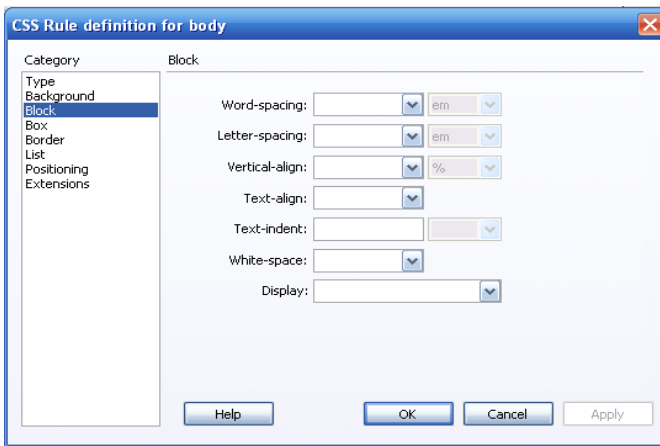 CSS Rule definition for body
Category
Block
Type
Background
Block
Box
Border
List
Positioning
Extensions
Word-spacing:
em
Letter-spacing:
em
Vertical-align:
%
Text-align:
Text-indent:
White-space:
Display:
Help
OK
Cancel
Apply